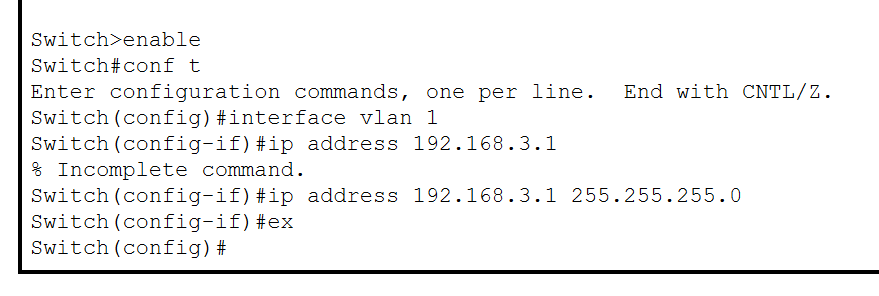 Switch>enable
Switch#conf t
Enter configuration commands, one per line.  End with CNTL/Z.
Switch(config)#interface vlan 1
Switch(config-if)#ip address 192.168.3.1
% Incomplete command.
Switch(config-if)#ip address 192.168.3.1 255.255.255.0
Switch(config-if)#ex
Switch(config)#